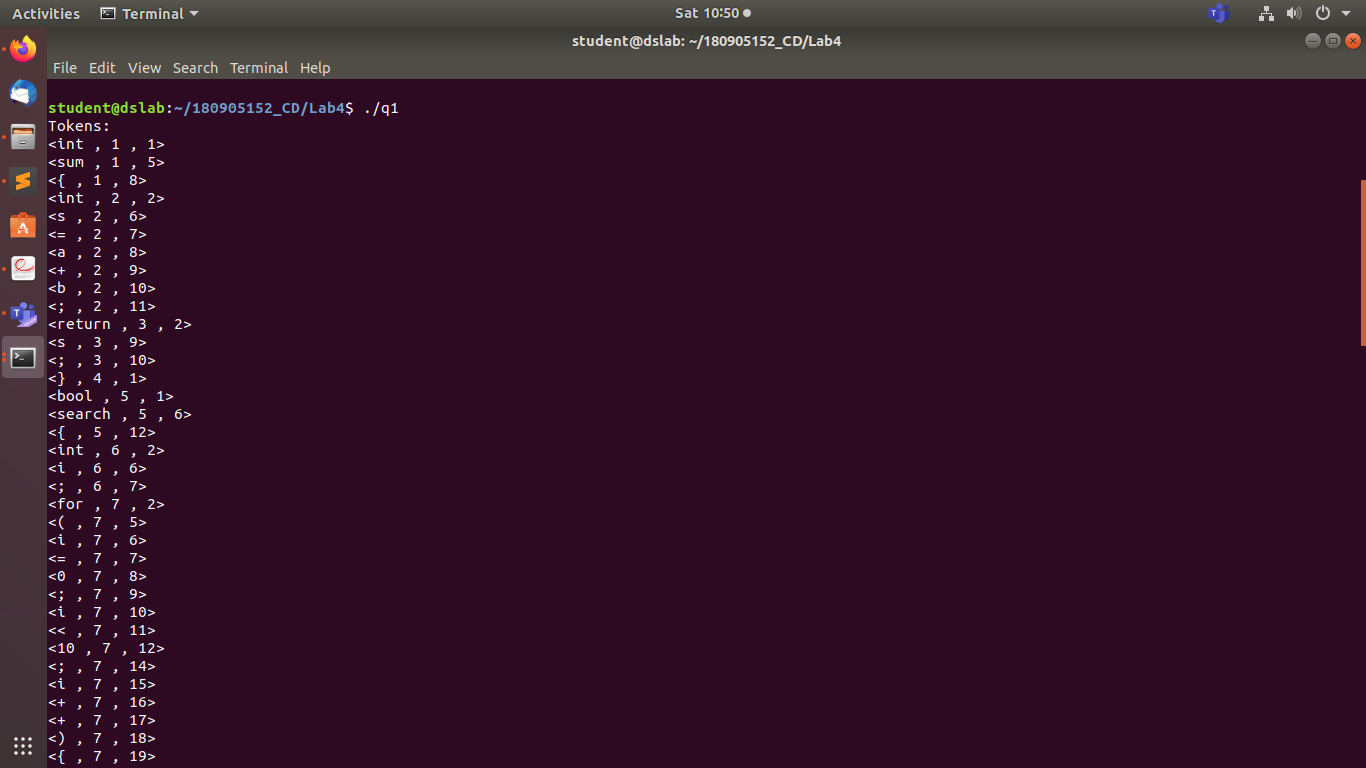 Activities Terminal Sat 10:50
student@dslab: ~/180905152_CD/Lab4
File Edit View Search Terminal Help
student@dslab:~/180905152_CD/Lab4$ ./q1
Tokens:
<int , 1 , 1>
<sum , 1 , 5>
<{ , 1 , 8>
<int , 2 , 2>
<s , 2 , 6>
<= , 2 , 7>
<a , 2 , 8>
<+ , 2 , 9>
<b , 2 , 10>
<; , 2 , 11>
<return , 3 , 2>
<s , 3 , 9>
<; , 3 , 10>
<} , 4 , 1>
<bool , 5 , 1>
<search , 5 , 6>
<{ , 5 , 12>
<int , 6 , 2>
<i , 6 , 6>
<; , 6 , 7>
<for , 7 , 2>
<( , 7 , 5>
<i , 7 , 6>
<= , 7 , 7>
<0 , 7 , 8>
<; , 7 , 9>
<i , 7 , 10>
<< , 7 , 11>
<10 , 7 , 12>
<; , 7 , 14>
<i , 7 , 15>
<+ , 7 , 16>
<+ , 7 , 17>
<) , 7 , 18>
<{ , 7 , 19>